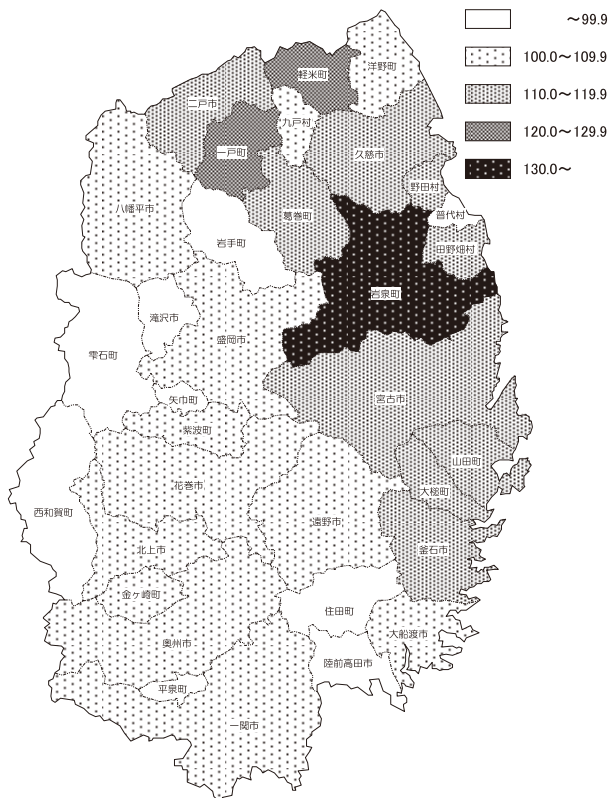 ～99.9
100.0～109.9
110.0～119.9
120.0～129.9
130.0～
洋野町
軽米町
二戸市
九戸村
一戸町
久慈市
野田村
八幡平市
葛巻町
普代村
岩手町
田野畑村
岩泉町
滝沢市
盛岡市
雫石町
矢巾町
宮古市
紫波町
山田町
花巻市
大槌町
西和賀町
遠野市
北上市
釜石市
金ヶ崎町
住田町
大船渡市
奥州市
陸前高田市
平泉町
一関市